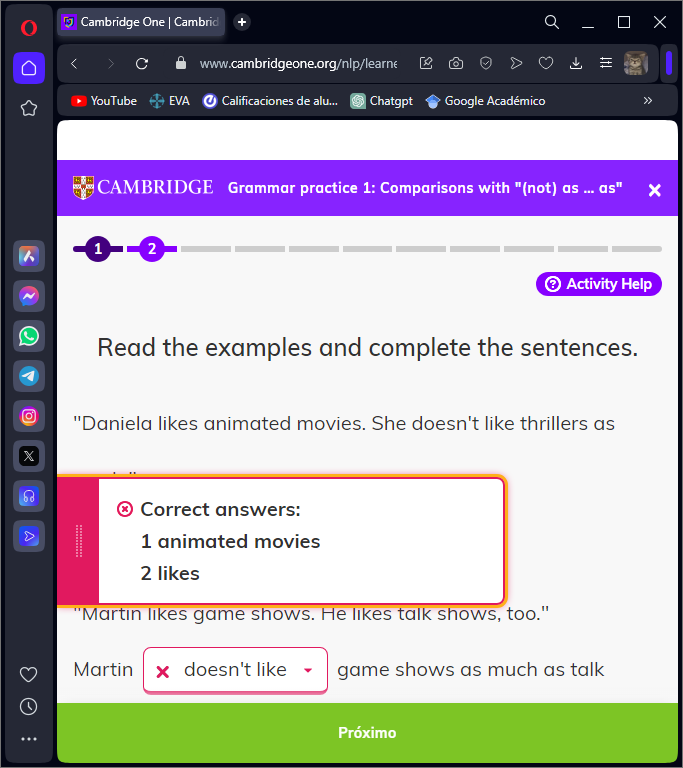 Cambridge One | Cambrid
www.cambridgeone.org/nlp/learne
YouTube
EVA
Calificaciones de alu...
Chatgpt
Google Académico
CAMBRIDGE
Grammar practice 1: Comparisons with "(not) as ... as"
1
2
Activity Help
Read the examples and complete the sentences.
"Daniela likes animated movies. She doesn't like thrillers as
Correct answers:
1 animated movies
2 likes
"Martin likes game shows. He likes talk shows, too."
Martin doesn't like game shows as much as talk
Próximo